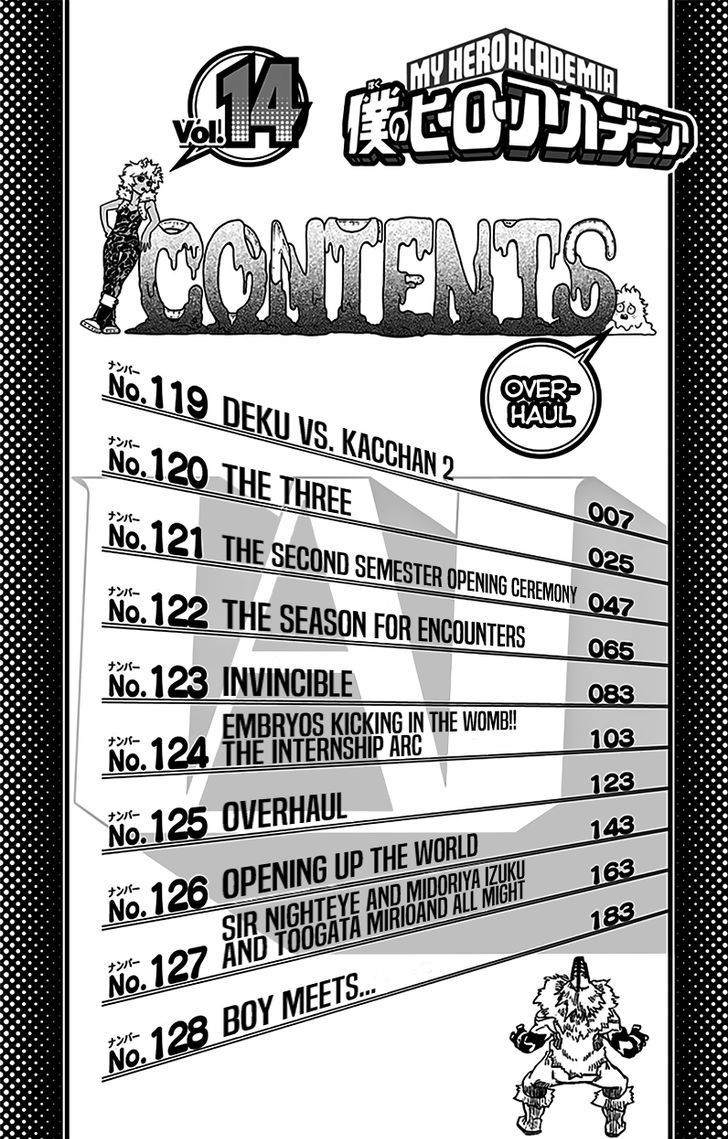 Vol.14
MY HERO ACADEMIA
ぼく
僕のヒーローアカデミア
CONTENTS
OVER-
HAUL
ナンバー
No.119 DEKU VS. KACCHAN 2 007
ナンバー
No.120 THE THREE 025
ナンバー
No.121 THE SECOND SEMESTER OPENING CEREMONY 047
ナンバー
No.122 THE SEASON FOR ENCOUNTERS 065
ナンバー
No.123 INVINCIBLE 083
EMBRYOS KICKING IN THE WOMB!!
ナンバー
No.124 THE INTERNSHIP ARC 103
ナンバー
No.125 OVERHAUL 123
ナンバー
No.126 OPENING UP THE WORLD 143
SIR NIGHTEYE AND MIDORIYA IZUKU
ナンバー
No.127 AND TOOGATA MIRIOAND ALL MIGHT 163
ナンバー
No.128 BOY MEETS... 183